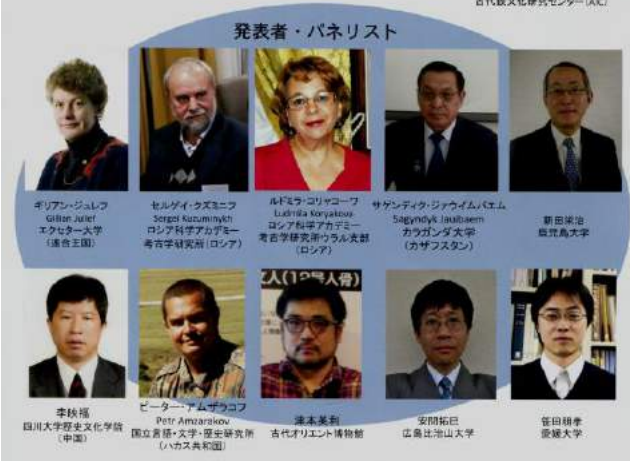 古代鉄文化研究センター(AIC)
発表者・パネリスト
ギリアン・ジュレフ
Gillian Julief
エクセター大学
(連合王国)
セルゲイ・クズミニフ
Sergei Kuzuminykh
ロシア科学アカデミー
考古学研究所(ロシア)
ルドミラ・コリャコーワ
Ludmila Koryakova
ロシア科学アカデミー
考古学研究所ウラル支部
(ロシア)
サゲンディク・ジャウイムバエム
Sagyndyk Jauibaem
カラガンダ大学
(カザフスタン)
新田栄治
鹿児島大学
人(12号人骨)
李映福
四川大学歴史文化学院
(中国)
ピーター・アムザラコフ
Petr Amzarakov
国立言語・文学・歴史研究所
(ハカス共和国)
津本英利
古代オリエント博物館
安間拓巳
広島比治山大学
笹田朋孝
愛媛大学